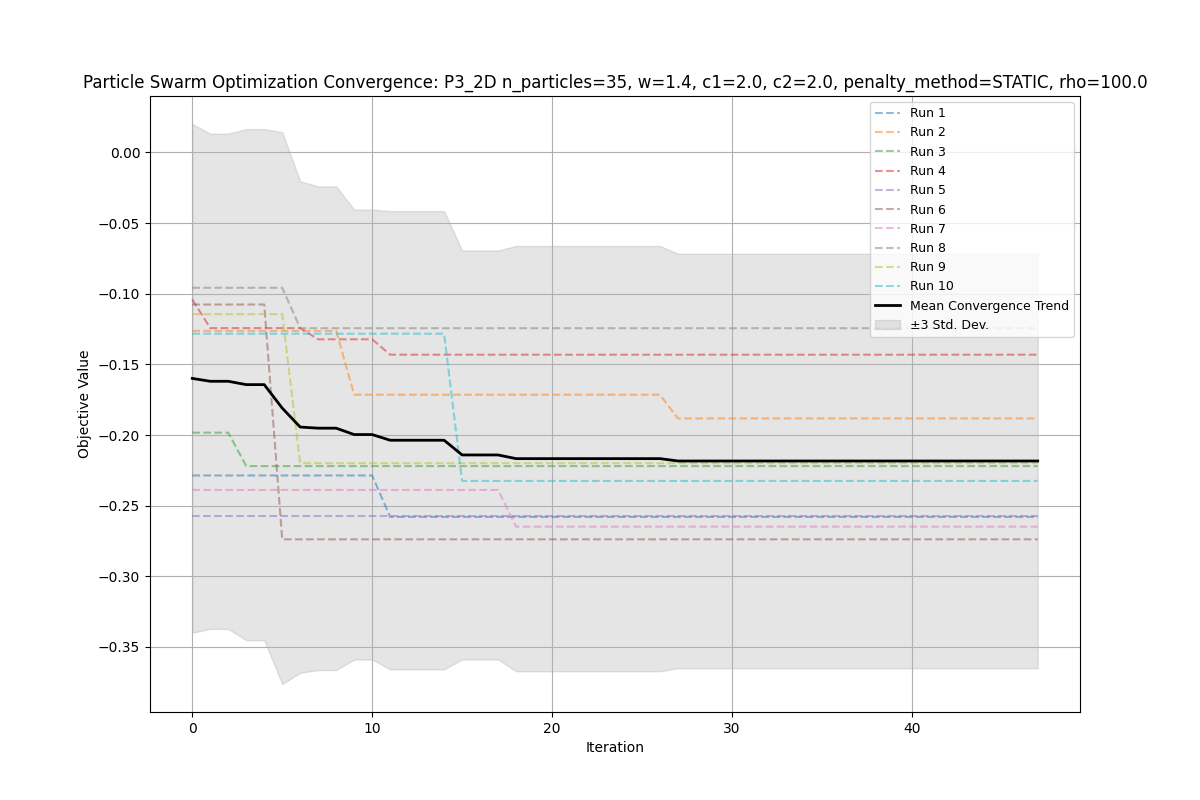 Particle Swarm Optimization Convergence: P3_2D n_particles=35, w=1.4, c1=2.0, c2=2.0, penalty_method=STATIC, rho=100.0
Objective Value
0.00
−0.05
−0.10
−0.15
−0.20
−0.25
−0.30
−0.35
Run 1
Run 2
Run 3
Run 4
Run 5
Run 6
Run 7
Run 8
Run 9
Run 10
Mean Convergence Trend
±3 Std. Dev.
0 10 20 30 40
Iteration